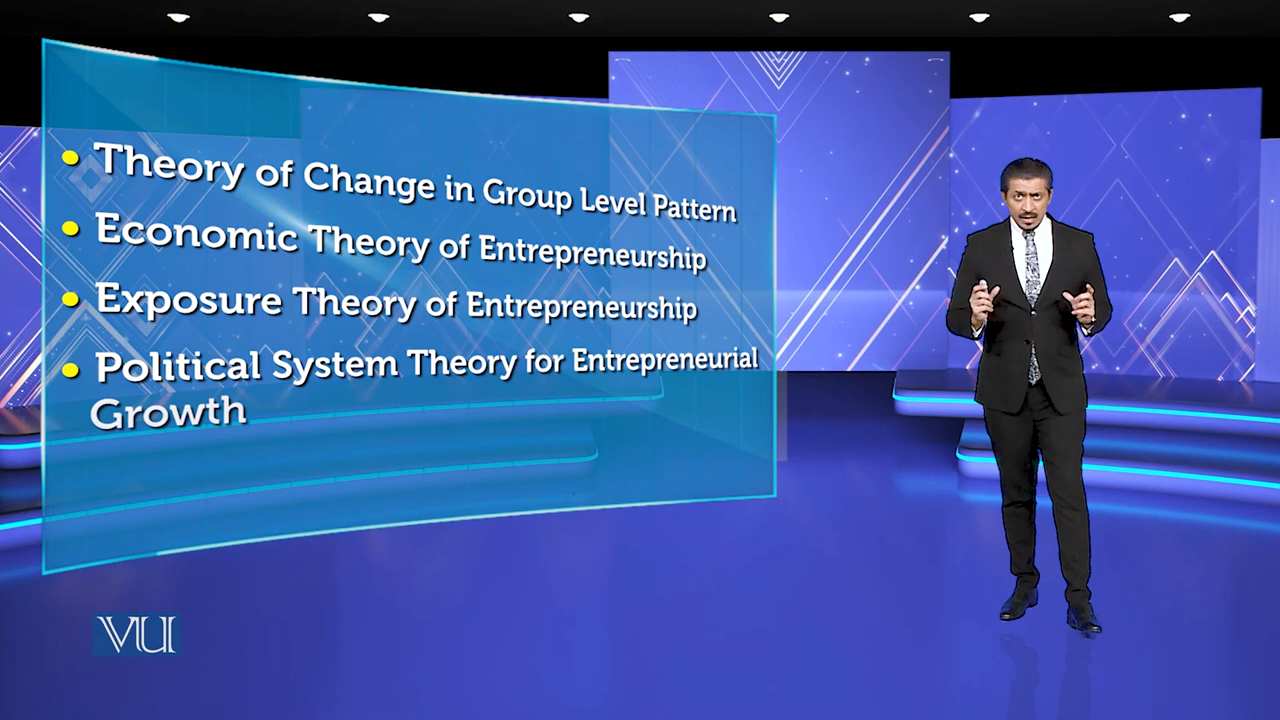 Theory of Change in Group Level Pattern
Economic Theory of Entrepreneurship
Exposure Theory of Entrepreneurship
Political System Theory for Entrepreneurial
Growth
VU